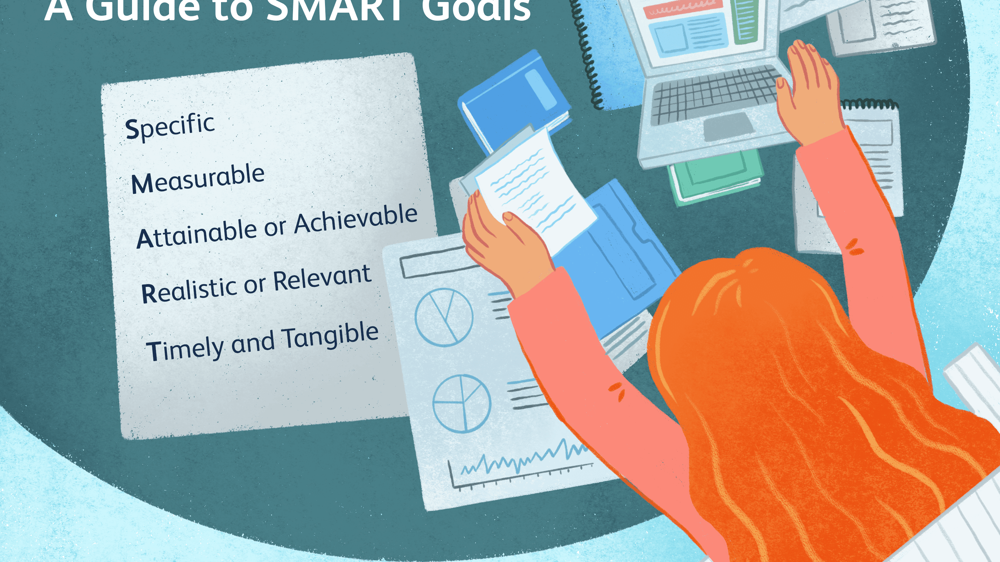 A Guide to SMART Goals
Specific
Measurable
Attainable or Achievable
Realistic or Relevant
Timely and Tangible